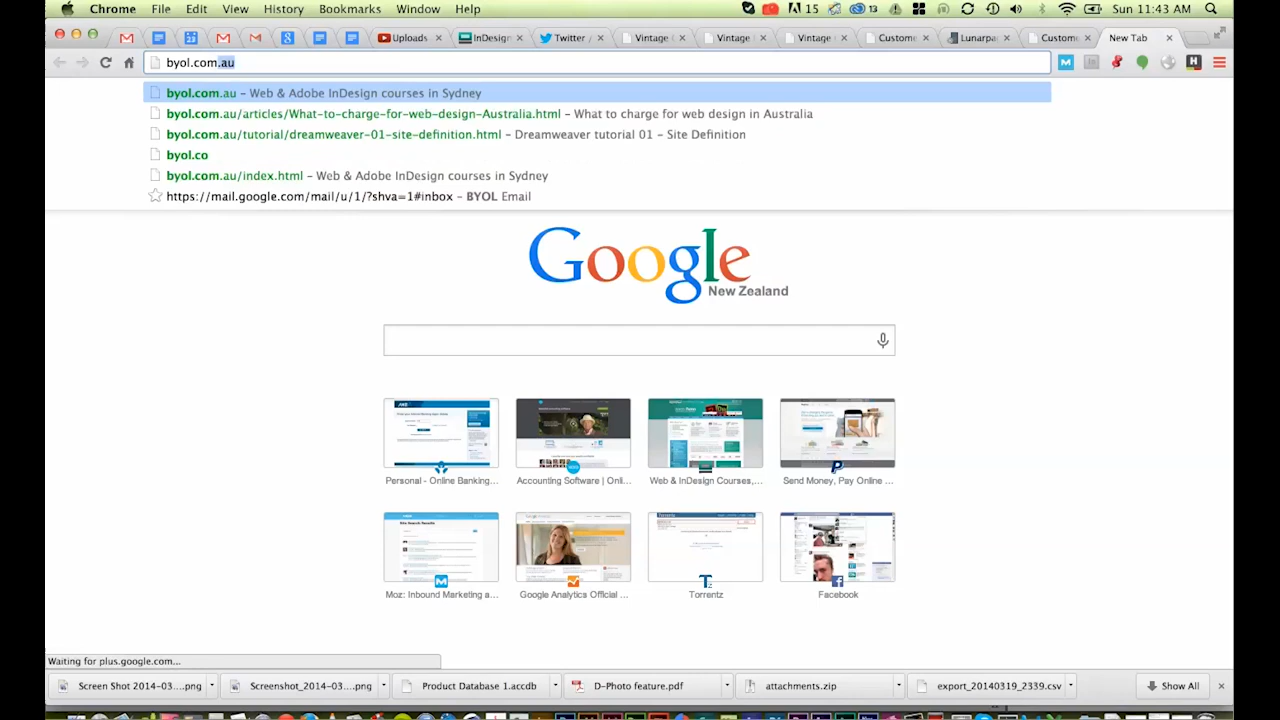 Chrome File Edit View History Bookmarks Window Help 15 13 Sun 11:43 AM
Uploads InDesign Twitter / Vintage Vintage Vintage Custome Lunarpag Custome New Tab
byol.com.au
byol.com.au – Web & Adobe InDesign courses in Sydney
byol.com.au/articles/What-to-charge-for-web-design-Australia.html – What to charge for web design in Australia
byol.com.au/tutorial/dreamweaver-01-site-definition.html – Dreamweaver tutorial 01 – Site Definition
byol.co
byol.com.au/index.html – Web & Adobe InDesign courses in Sydney
https://mail.google.com/mail/u/1/?shva=1#inbox – BYOL Email
Google
New Zealand
Personal - Online Banking... Accounting Software | Onli... Web & InDesign Courses,... Send Money, Pay Online ...
Moz: Inbound Marketing a... Google Analytics Official ... Torrentz Facebook
Waiting for plus.google.com...
Screen Shot 2014-03....png Screenshot_2014-03....png Product Database 1.accdb D-Photo feature.pdf attachments.zip export_20140319_2339.csv Show All